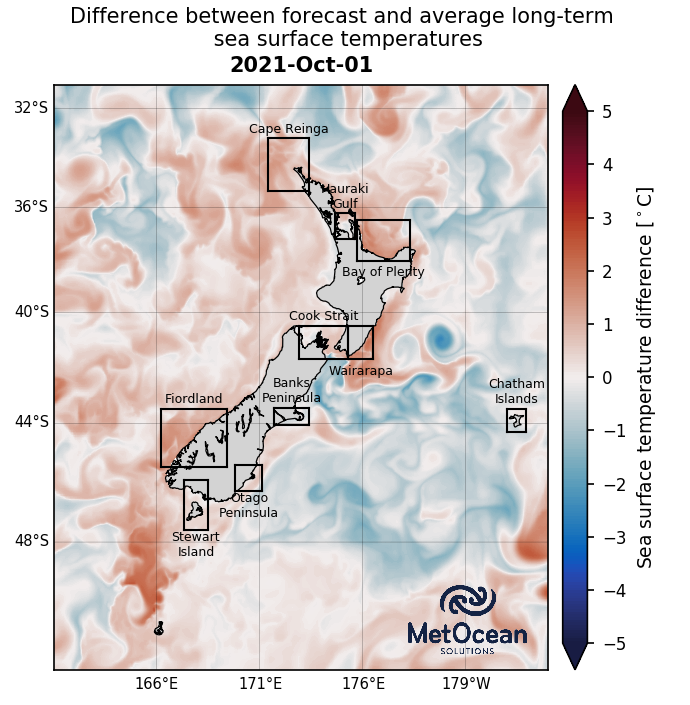 Difference between forecast and average long-term
sea surface temperatures
2021-Oct-01
32°S
36°S
40°S
44°S
48°S
Cape Reinga
Hauraki
Gulf
Bay of Plenty
Cook Strait
Wairarapa
Banks
Peninsula
Chatham
Islands
Fiordland
Otago
Peninsula
Stewart
Island
MetOcean
SOLUTIONS
166°E
171°E
176°E
179°W
5
4
3
2
1
0
−1
−2
−3
−4
−5
Sea surface temperature difference [°C]